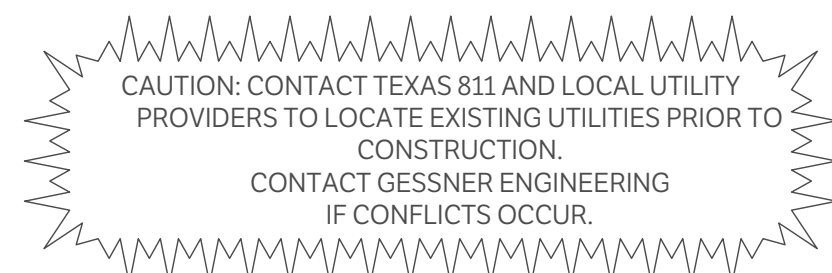 CAUTION: CONTACT TEXAS 811 AND LOCAL UTILITY
PROVIDERS TO LOCATE EXISTING UTILITIES PRIOR TO
CONSTRUCTION.
CONTACT GESSNER ENGINEERING
IF CONFLICTS OCCUR.